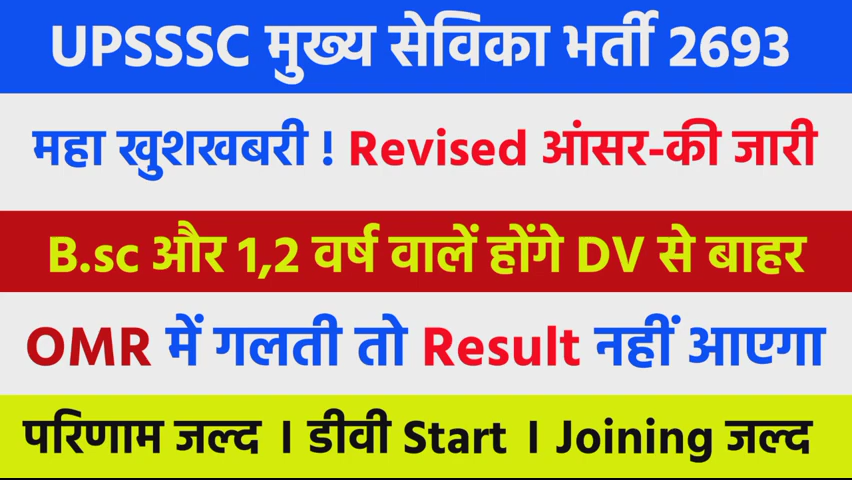 UPSSSC मुख्य सेविका भर्ती 2693
महा खुशखबरी ! Revised आंसर-की जारी
B.sc और 1,2 वर्ष वालें होंगे DV से बाहर
OMR में गलती तो Result नहीं आएगा
परिणाम जल्द । डीवी Start । Joining जल्द